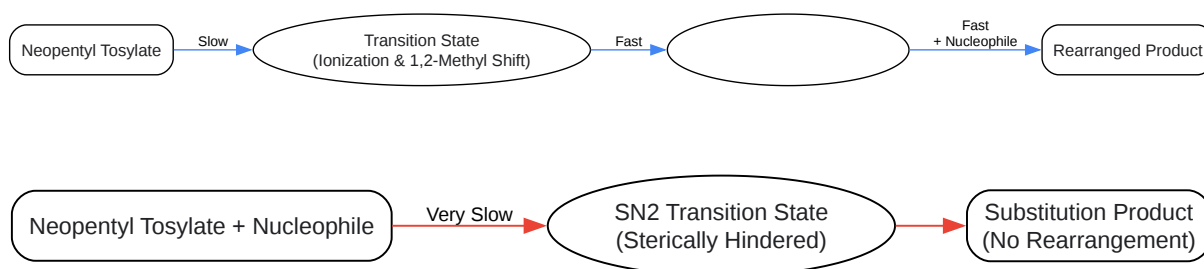 Neopentyl Tosylate
Slow
Transition State
(Ionization & 1,2-Methyl Shift)
Fast
Fast
+ Nucleophile
Rearranged Product
Neopentyl Tosylate + Nucleophile
Very Slow
SN2 Transition State
(Sterically Hindered)
Substitution Product
(No Rearrangement)